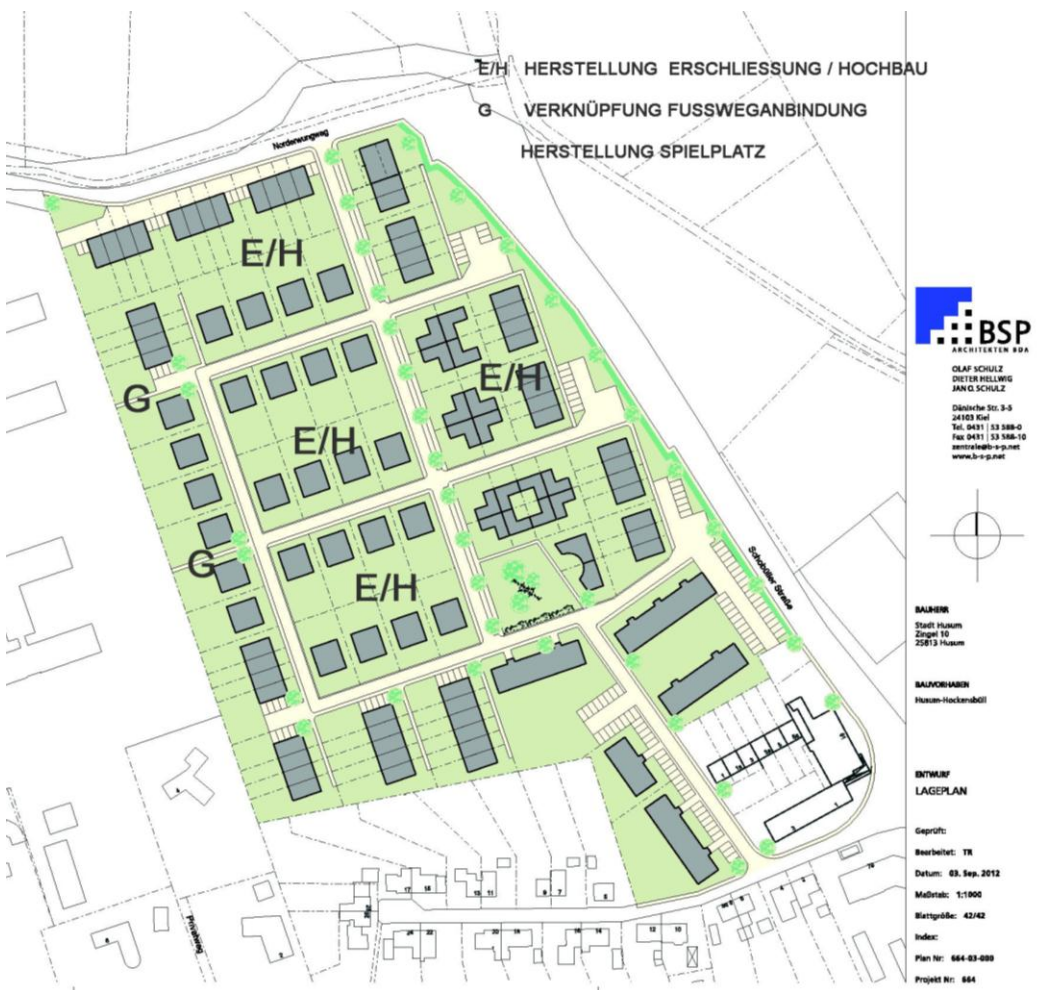 E/H HERSTELLUNG ERSCHLIESSUNG / HOCHBAU
G VERKNÜPFUNG FUSSWEGANBINDUNG
HERSTELLUNG SPIELPLATZ
Norderwungweg
E/H
E/H
G
E/H
G
E/H
Schobüller Straße
Privatweg
BSP
ARCHITEKTEN BDA
OLAF SCHULZ
DIETER HELLWIG
JAN O. SCHULZ
Dänische Str. 3-5
24103 Kiel
Tel. 0431 | 53 588-0
Fax 0431 | 53 588-10
zentrale@b-s-p.net
www.b-s-p.net
BAUHERR
Stadt Husum
Zingel 10
25813 Husum
BAUVORHABEN
Husum-Hockensbüll
ENTWURF
LAGEPLAN
Geprüft:
Bearbeitet: TR
Datum: 03. Sep. 2012
Maßstab: 1:1000
Blattgröße: 42/42
Index:
Plan Nr: 664-03-000
Projekt Nr: 664